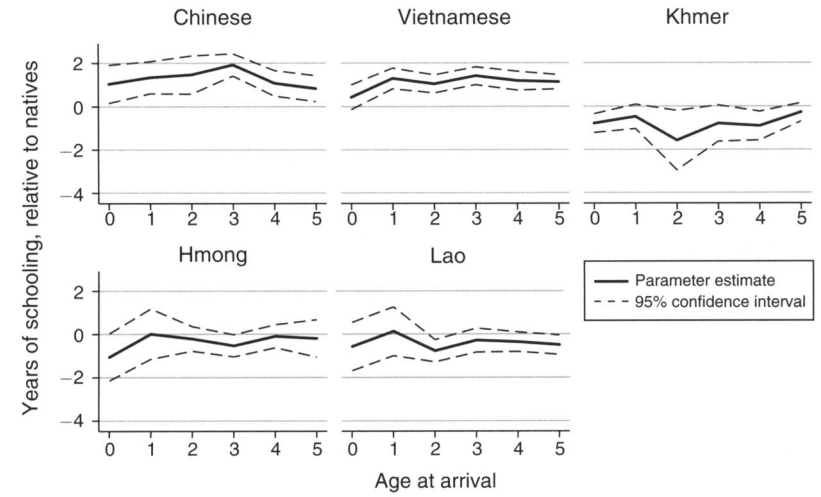 Chinese
Vietnamese
Khmer
Years of schooling, relative to natives
2
0
−2
−4
0 1 2 3 4 5
0 1 2 3 4 5
0 1 2 3 4 5
Hmong
Lao
Parameter estimate
95% confidence interval
2
0
−2
−4
0 1 2 3 4 5
0 1 2 3 4 5
Age at arrival